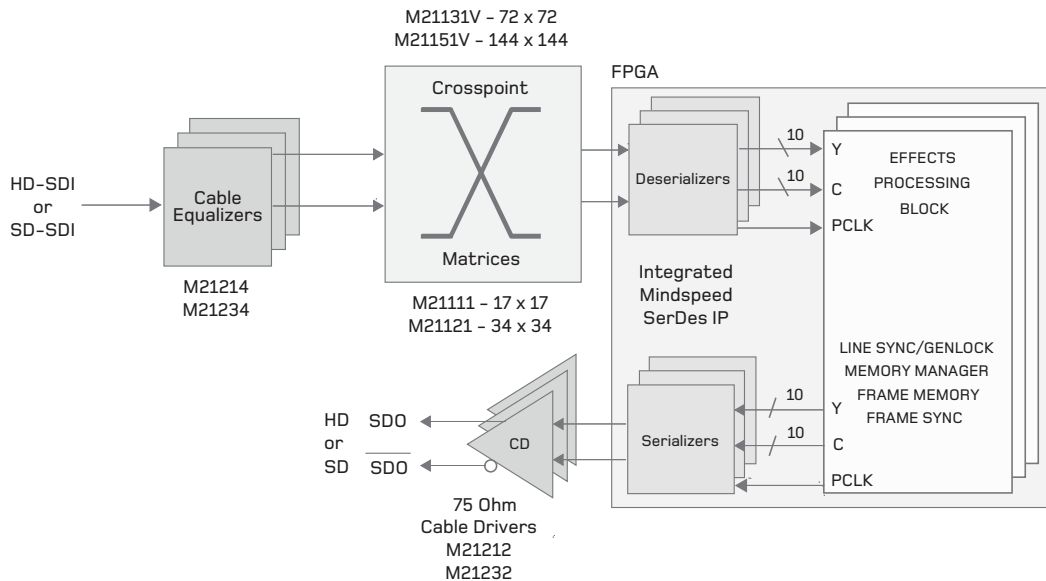 M21131V – 72 x 72
M21151V – 144 x 144
FPGA
Crosspoint
Matrices
HD-SDI
or
SD-SDI
Cable
Equalizers
M21214
M21234
M21111 – 17 x 17
M21121 – 34 x 34
Deserializers
10
10
Y
C
PCLK
EFFECTS
PROCESSING
BLOCK
Integrated
Mindspeed
SerDes IP
LINE SYNC/GENLOCK
MEMORY MANAGER
FRAME MEMORY
FRAME SYNC
Y
C
PCLK
10
10
Serializers
CD
HD
or
SD
SDO
SDO
75 Ohm
Cable Drivers
M21212
M21232